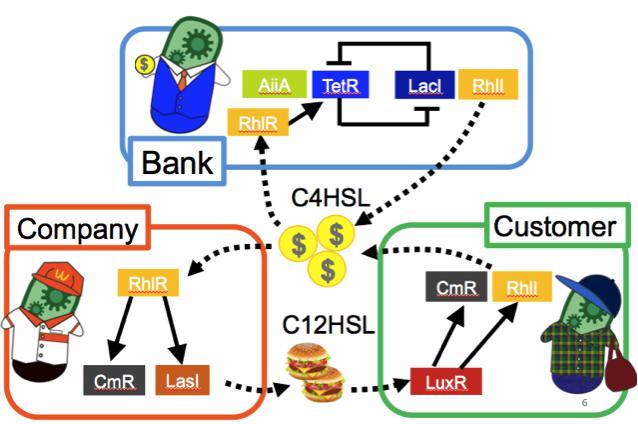 $
AiiA TetR LacI RhlI
RhlR
Bank
C4HSL
$ $ $
Company
Customer
RhlR
CmR RhlI
C12HSL
CmR LasI
LuxR
W
6